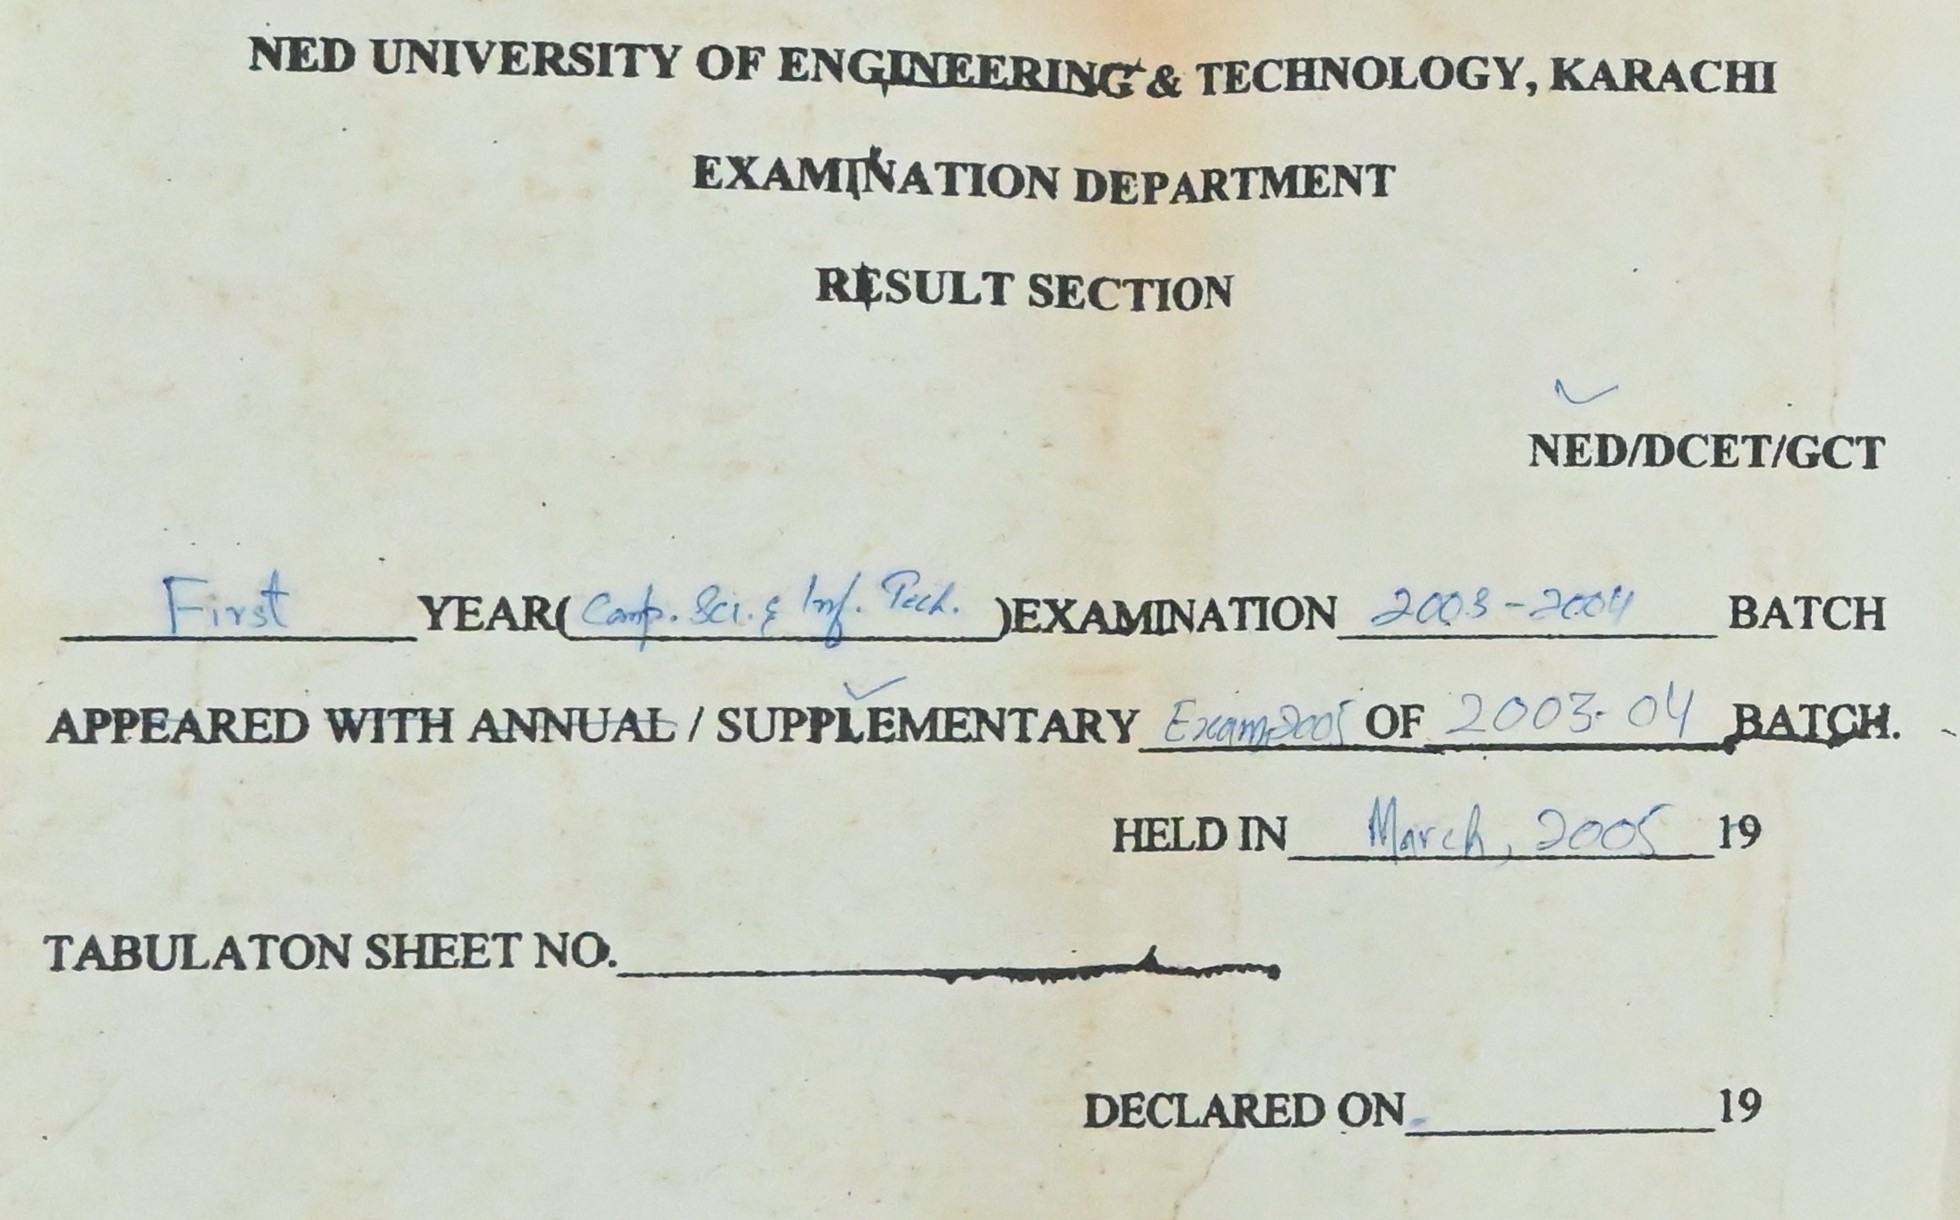 NED UNIVERSITY OF ENGINEERING & TECHNOLOGY, KARACHI
EXAMINATION DEPARTMENT
RESULT SECTION
NED/DCET/GCT
First YEAR( Comp. Sci. & Inf. Tech. )EXAMINATION 2003-2004 BATCH
APPEARED WITH ANNUAL / SUPPLEMENTARY Exam 2005 OF 2003-04 BATCH.
HELD IN March, 2005 19
TABULATON SHEET NO.
DECLARED ON 19